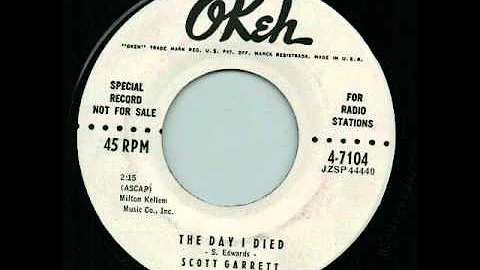 OKeh
"OKEH" TRADE MARK REG. U. S. PAT. OFF. MARCA REGISTRADA. MADE IN U. S. A.
SPECIAL
RECORD
NOT FOR SALE
FOR
RADIO
STATIONS
45 RPM
4-7104
JZSP 44440
2:15
(ASCAP)
Milton Kellem
Music Co., Inc.
THE DAY I DIED
- S. Edwards -
SCOTT GARRETT